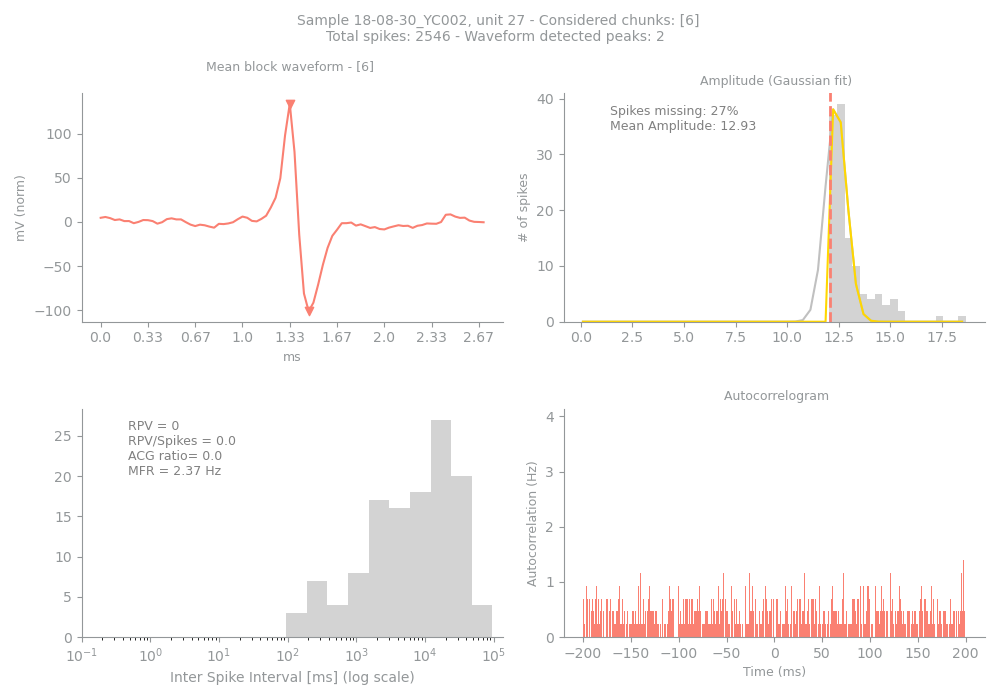 Sample 18-08-30_YC002, unit 27 - Considered chunks: [6]
Total spikes: 2546 - Waveform detected peaks: 2
Mean block waveform - [6]
mV (norm)
100
50
0
−50
−100
0.0 0.33 0.67 1.0 1.33 1.67 2.0 2.33 2.67
ms
Amplitude (Gaussian fit)
Spikes missing: 27%
Mean Amplitude: 12.93
# of spikes
40
30
20
10
0
0.0 2.5 5.0 7.5 10.0 12.5 15.0 17.5
RPV = 0
RPV/Spikes = 0.0
ACG ratio= 0.0
MFR = 2.37 Hz
25
20
15
10
5
0
10⁻¹ 10⁰ 10¹ 10² 10³ 10⁴ 10⁵
Inter Spike Interval [ms] (log scale)
Autocorrelogram
Autocorrelation (Hz)
4
3
2
1
0
−200 −150 −100 −50 0 50 100 150 200
Time (ms)